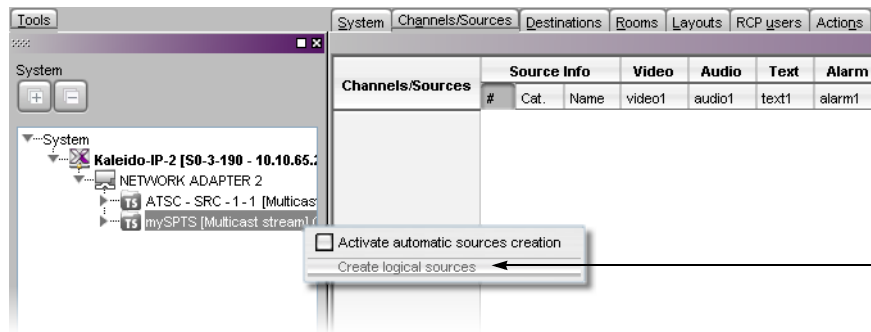 Tools
System Channels/Sources Destinations Rooms Layouts RCP users Actions
System
Channels/Sources Source Info Video Audio Text Alarm
# Cat. Name video1 audio1 text1 alarm1
System
Kaleido-IP-2 [S0-3-190 - 10.10.65.2
NETWORK ADAPTER 2
TS ATSC - SRC - 1 - 1 [Multicas
TS mySPTS [Multicast stream] (
Activate automatic sources creation
Create logical sources